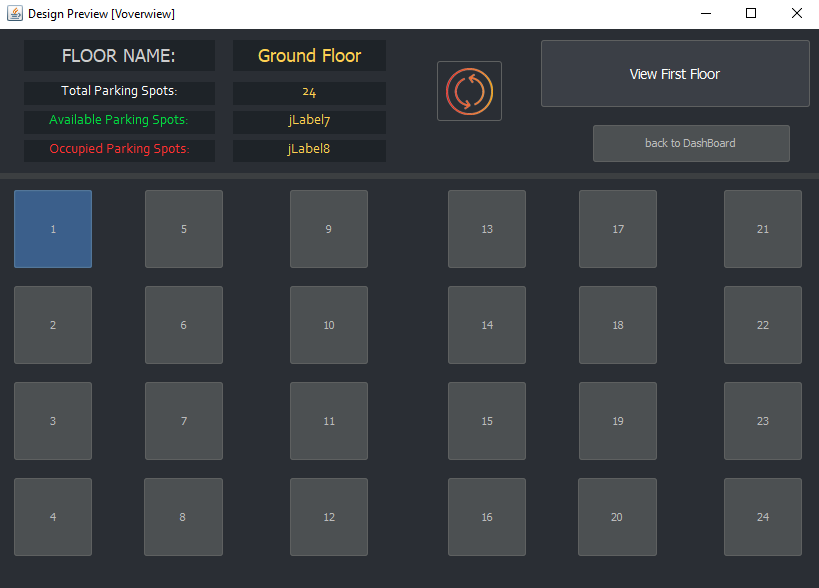 Design Preview [Voverwiew]
FLOOR NAME: Ground Floor
Total Parking Spots: 24
Available Parking Spots: jLabel7
Occupied Parking Spots: jLabel8
View First Floor
back to DashBoard
1 5 9 13 17 21
2 6 10 14 18 22
3 7 11 15 19 23
4 8 12 16 20 24